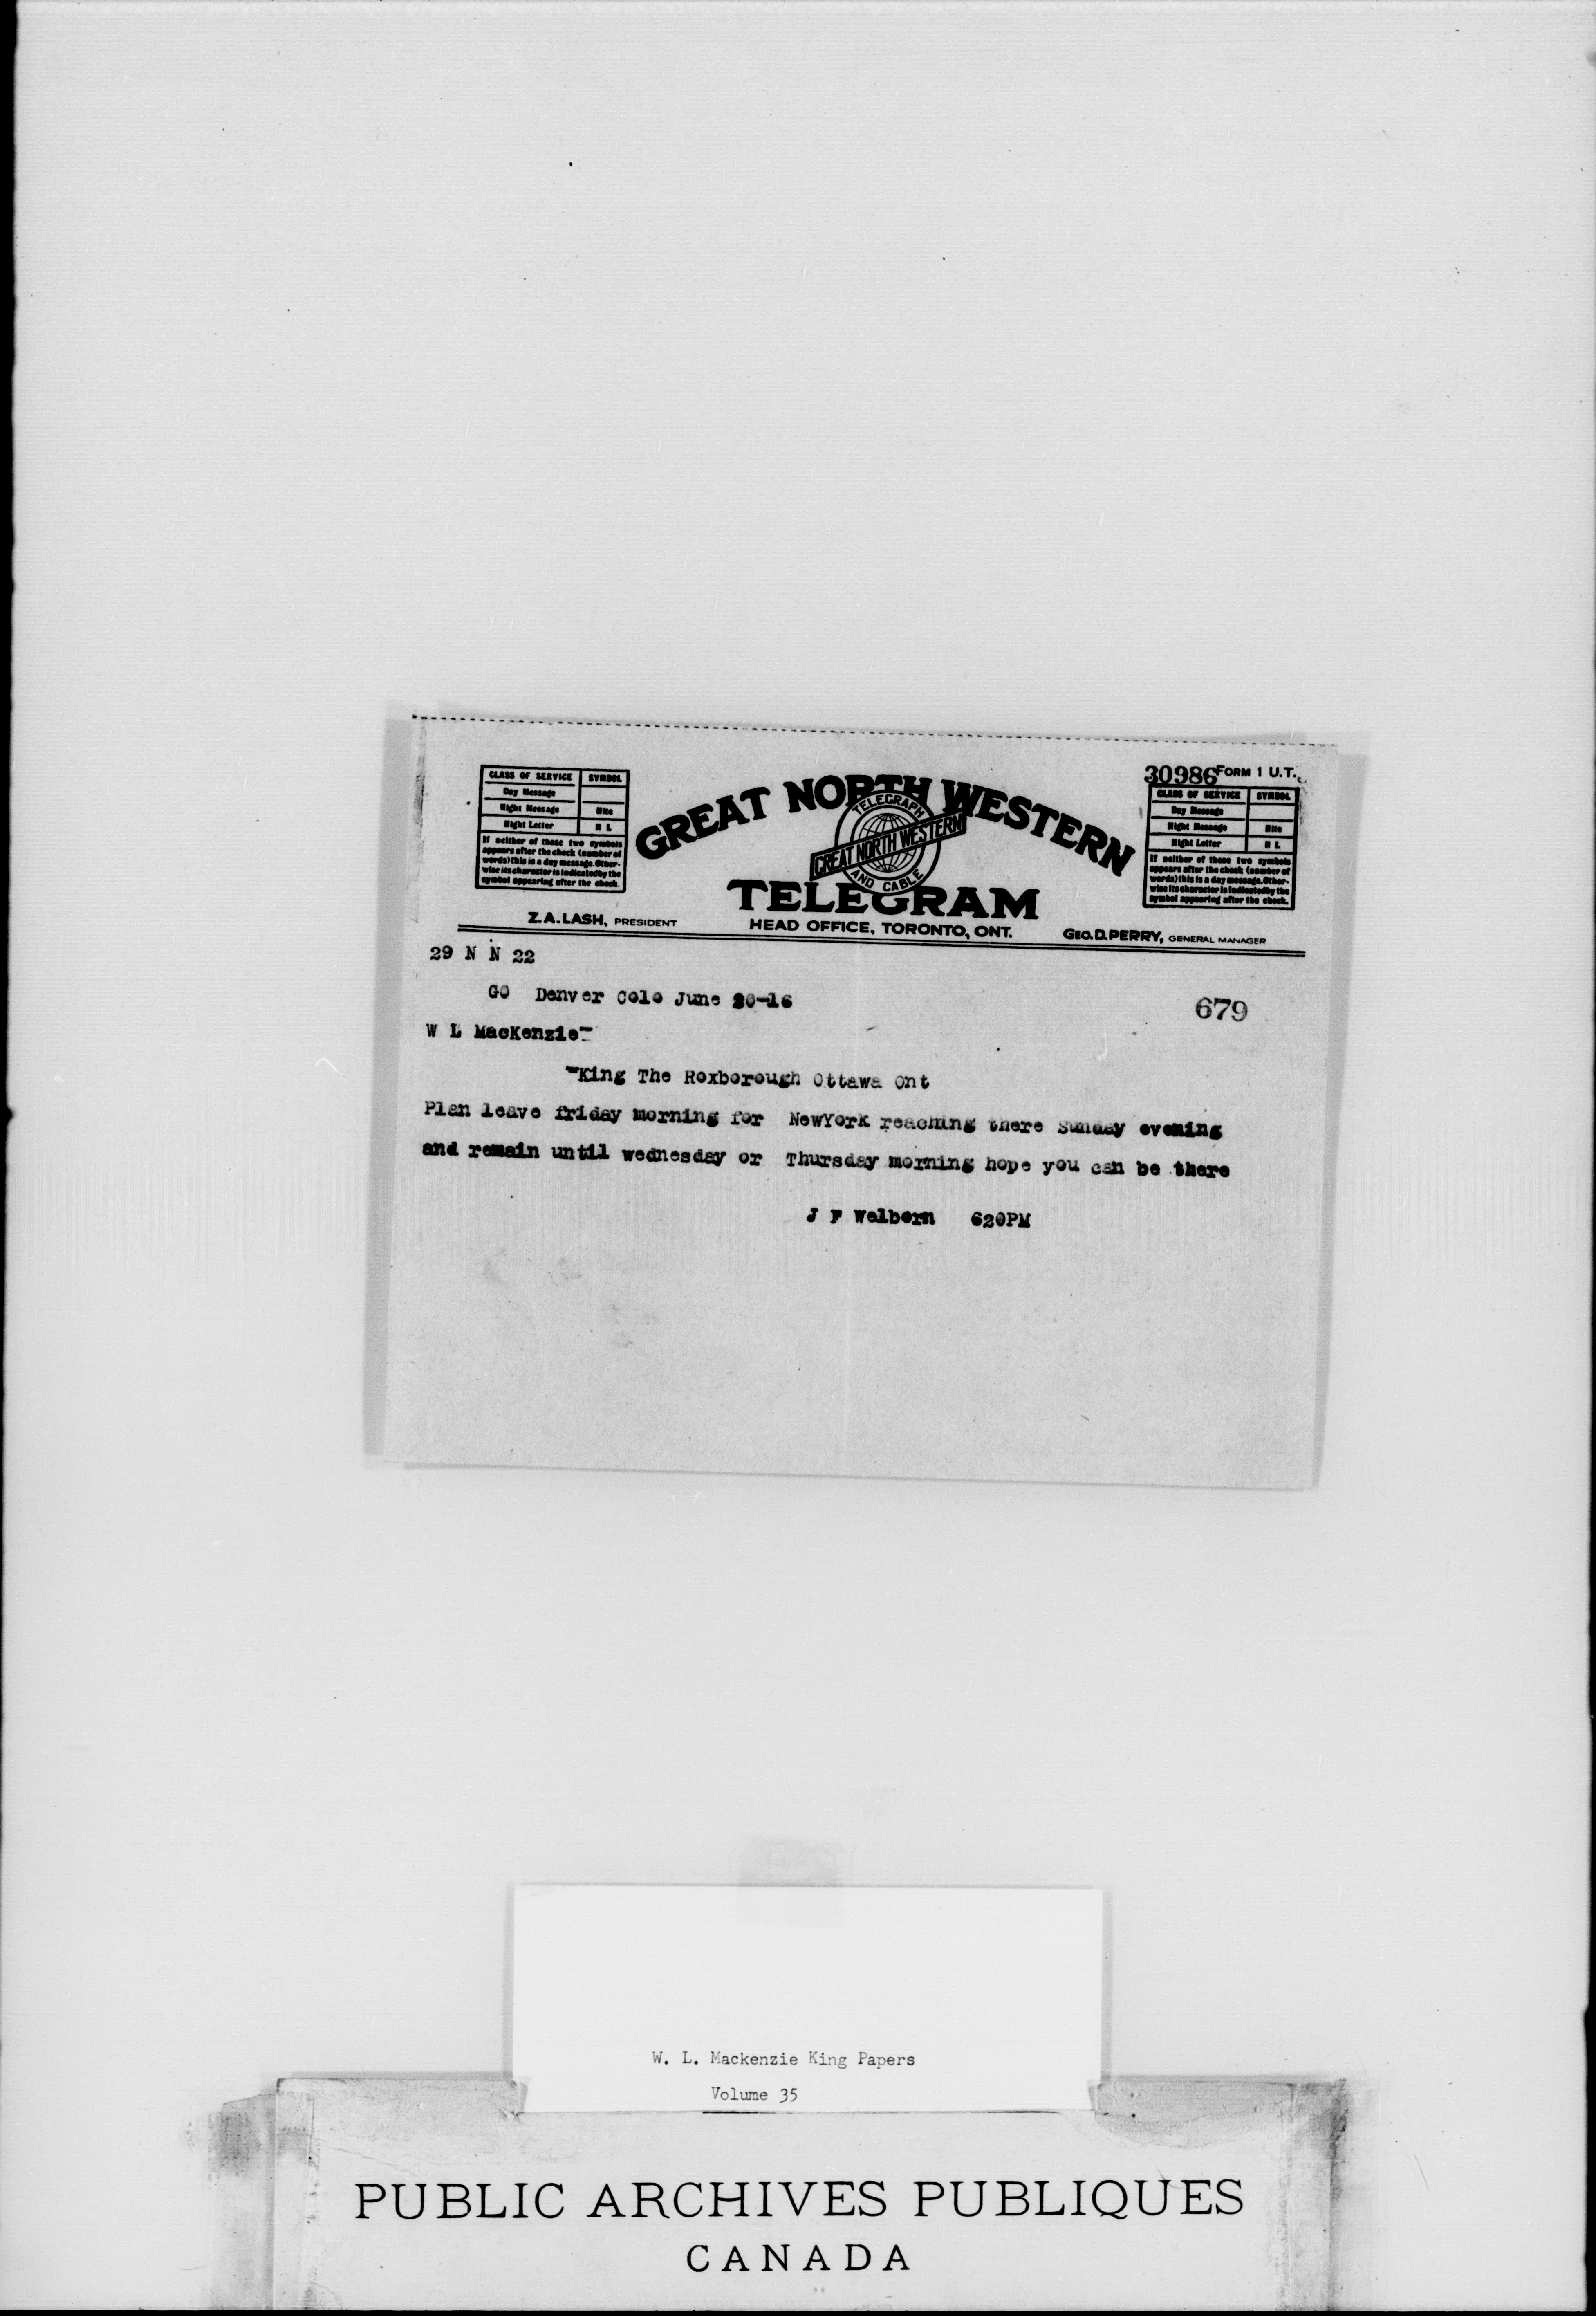 30986 FORM 1 U.T.
CLASS OF SERVICE SYMBOL
Day Message
Night Message Nite
Night Letter N L
If neither of these two symbols
appears after the check (number of
words) this is a day message. Other-
wise its character is indicated by the
symbol appearing after the check.
GREAT NORTH WESTERN
TELEGRAPH
GREAT NORTH WESTERN
AND CABLE
TELEGRAM
CLASS OF SERVICE SYMBOL
Day Message
Night Message Nite
Night Letter N L
If neither of these two symbols
appears after the check (number of
words) this is a day message. Other-
wise its character is indicated by the
symbol appearing after the check.
Z.A. LASH, PRESIDENT HEAD OFFICE, TORONTO, ONT. GEO. D. PERRY, GENERAL MANAGER
29 N N 22
GO Denver Colo June 20-16
679
W L MacKenzie-
-King The Roxborough Ottawa Ont
Plan leave friday morning for NewYork reaching there Sunday evening
and remain until wednesday or Thursday morning hope you can be there
J F Welborn 620PM
W. L. Mackenzie King Papers
Volume 35
PUBLIC ARCHIVES PUBLIQUES
CANADA